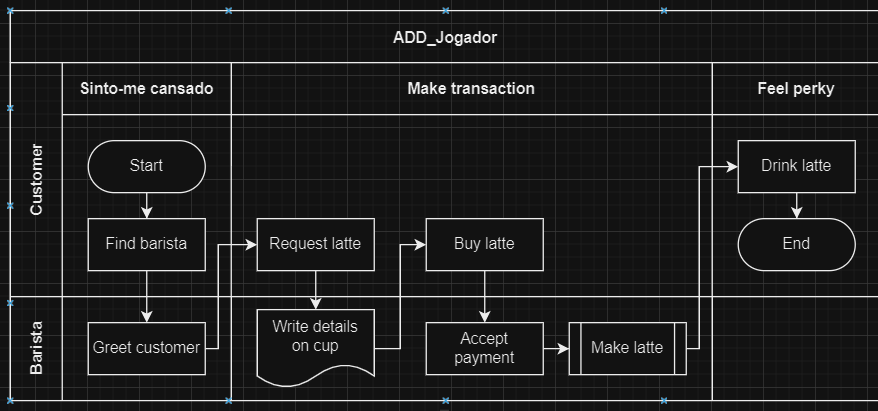 ADD_Jogador
Sinto-me cansado
Make transaction
Feel perky
Customer
Start
Drink latte
Find barista
Request latte
Buy latte
End
Barista
Greet customer
Write details
on cup
Accept
payment
Make latte